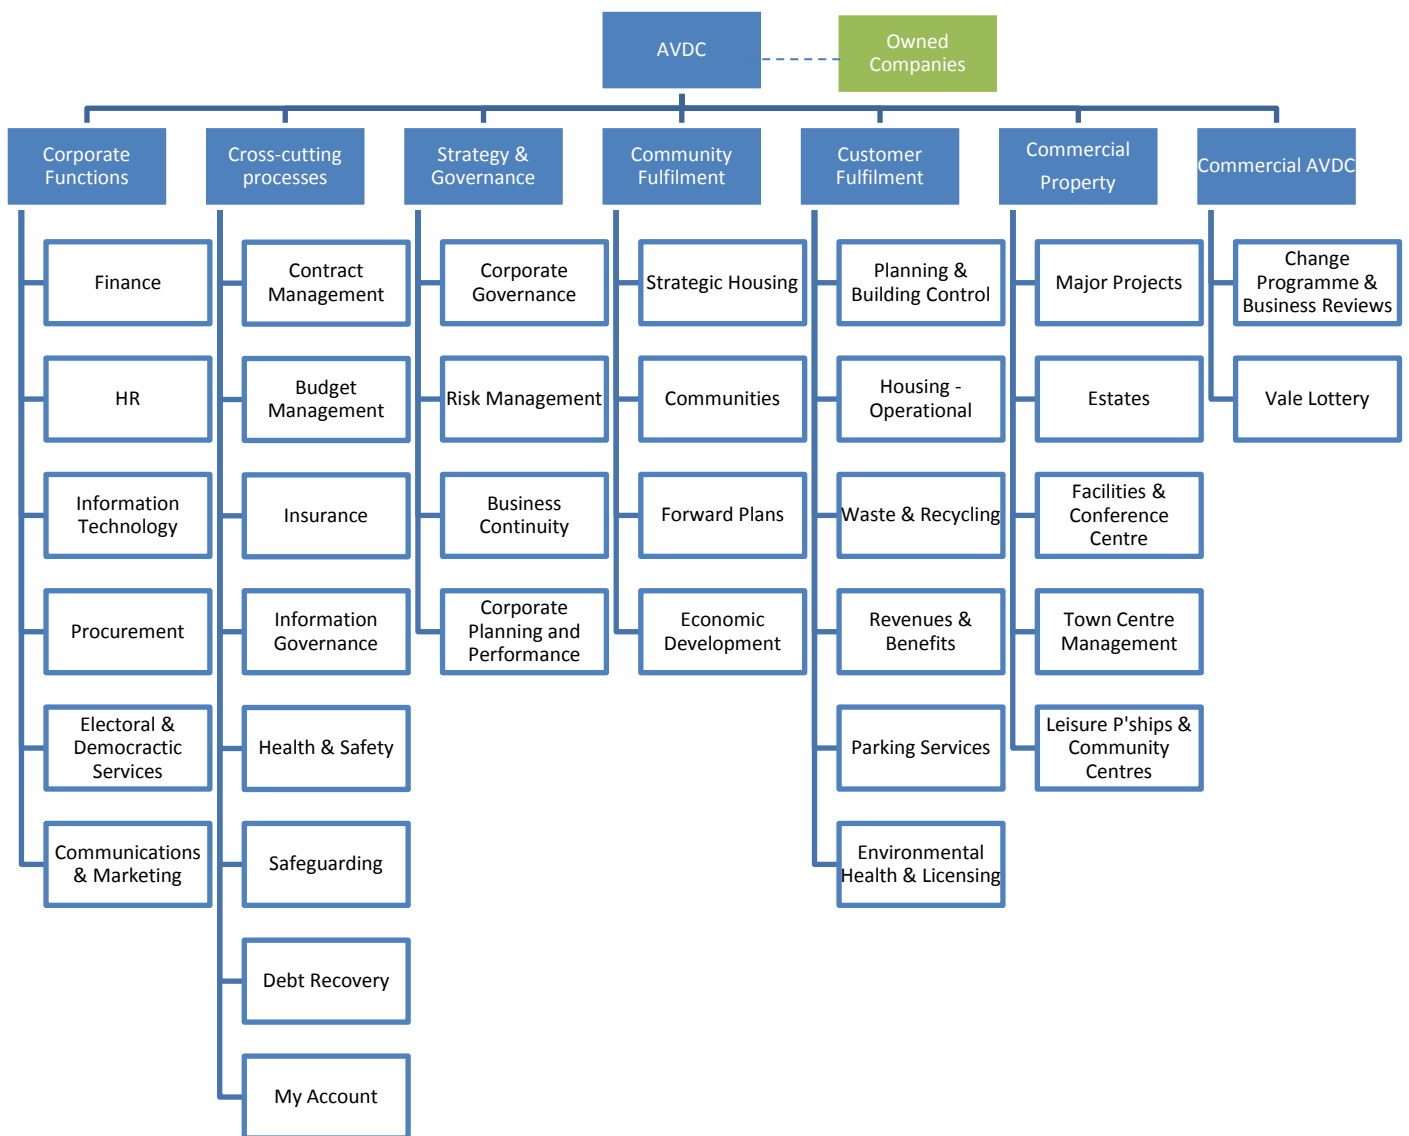 AVDC
Owned
Companies
Corporate
Functions
Cross-cutting
processes
Strategy &
Governance
Community
Fulfilment
Customer
Fulfilment
Commercial
Property
Commercial AVDC
Finance
HR
Information
Technology
Procurement
Electoral &
Democractic
Services
Communications
& Marketing
Contract
Management
Budget
Management
Insurance
Information
Governance
Health & Safety
Safeguarding
Debt Recovery
My Account
Corporate
Governance
Risk Management
Business
Continuity
Corporate
Planning and
Performance
Strategic Housing
Communities
Forward Plans
Economic
Development
Planning &
Building Control
Housing -
Operational
Waste & Recycling
Revenues &
Benefits
Parking Services
Environmental
Health & Licensing
Major Projects
Estates
Facilities &
Conference
Centre
Town Centre
Management
Leisure P'ships &
Community
Centres
Change
Programme &
Business Reviews
Vale Lottery